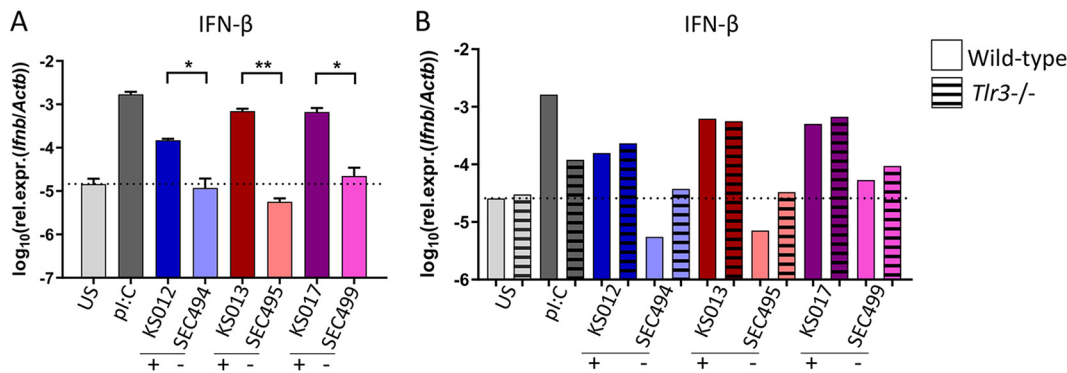 A
IFN-β
log10(rel.expr.(Ifnb/Actb))
-2
-3
-4
-5
-6
-7
*
**
*
US
pI:C
KS012
SEC494
KS013
SEC495
KS017
SEC499
+ - + - + -
B
IFN-β
log10(rel.expr.(Ifnb/Actb))
-2
-3
-4
-5
-6
US
pI:C
KS012
SEC494
KS013
SEC495
KS017
SEC499
+ - + - + -
Wild-type
Tlr3-/-